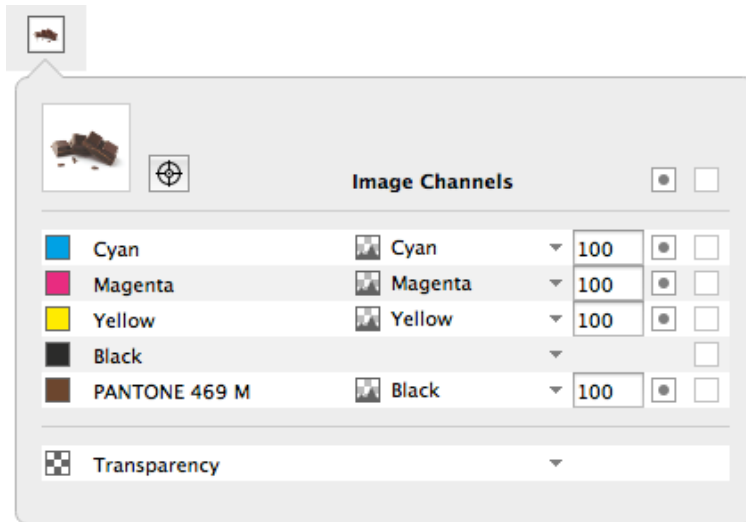 Image Channels
Cyan Cyan 100
Magenta Magenta 100
Yellow Yellow 100
Black
PANTONE 469 M Black 100
Transparency